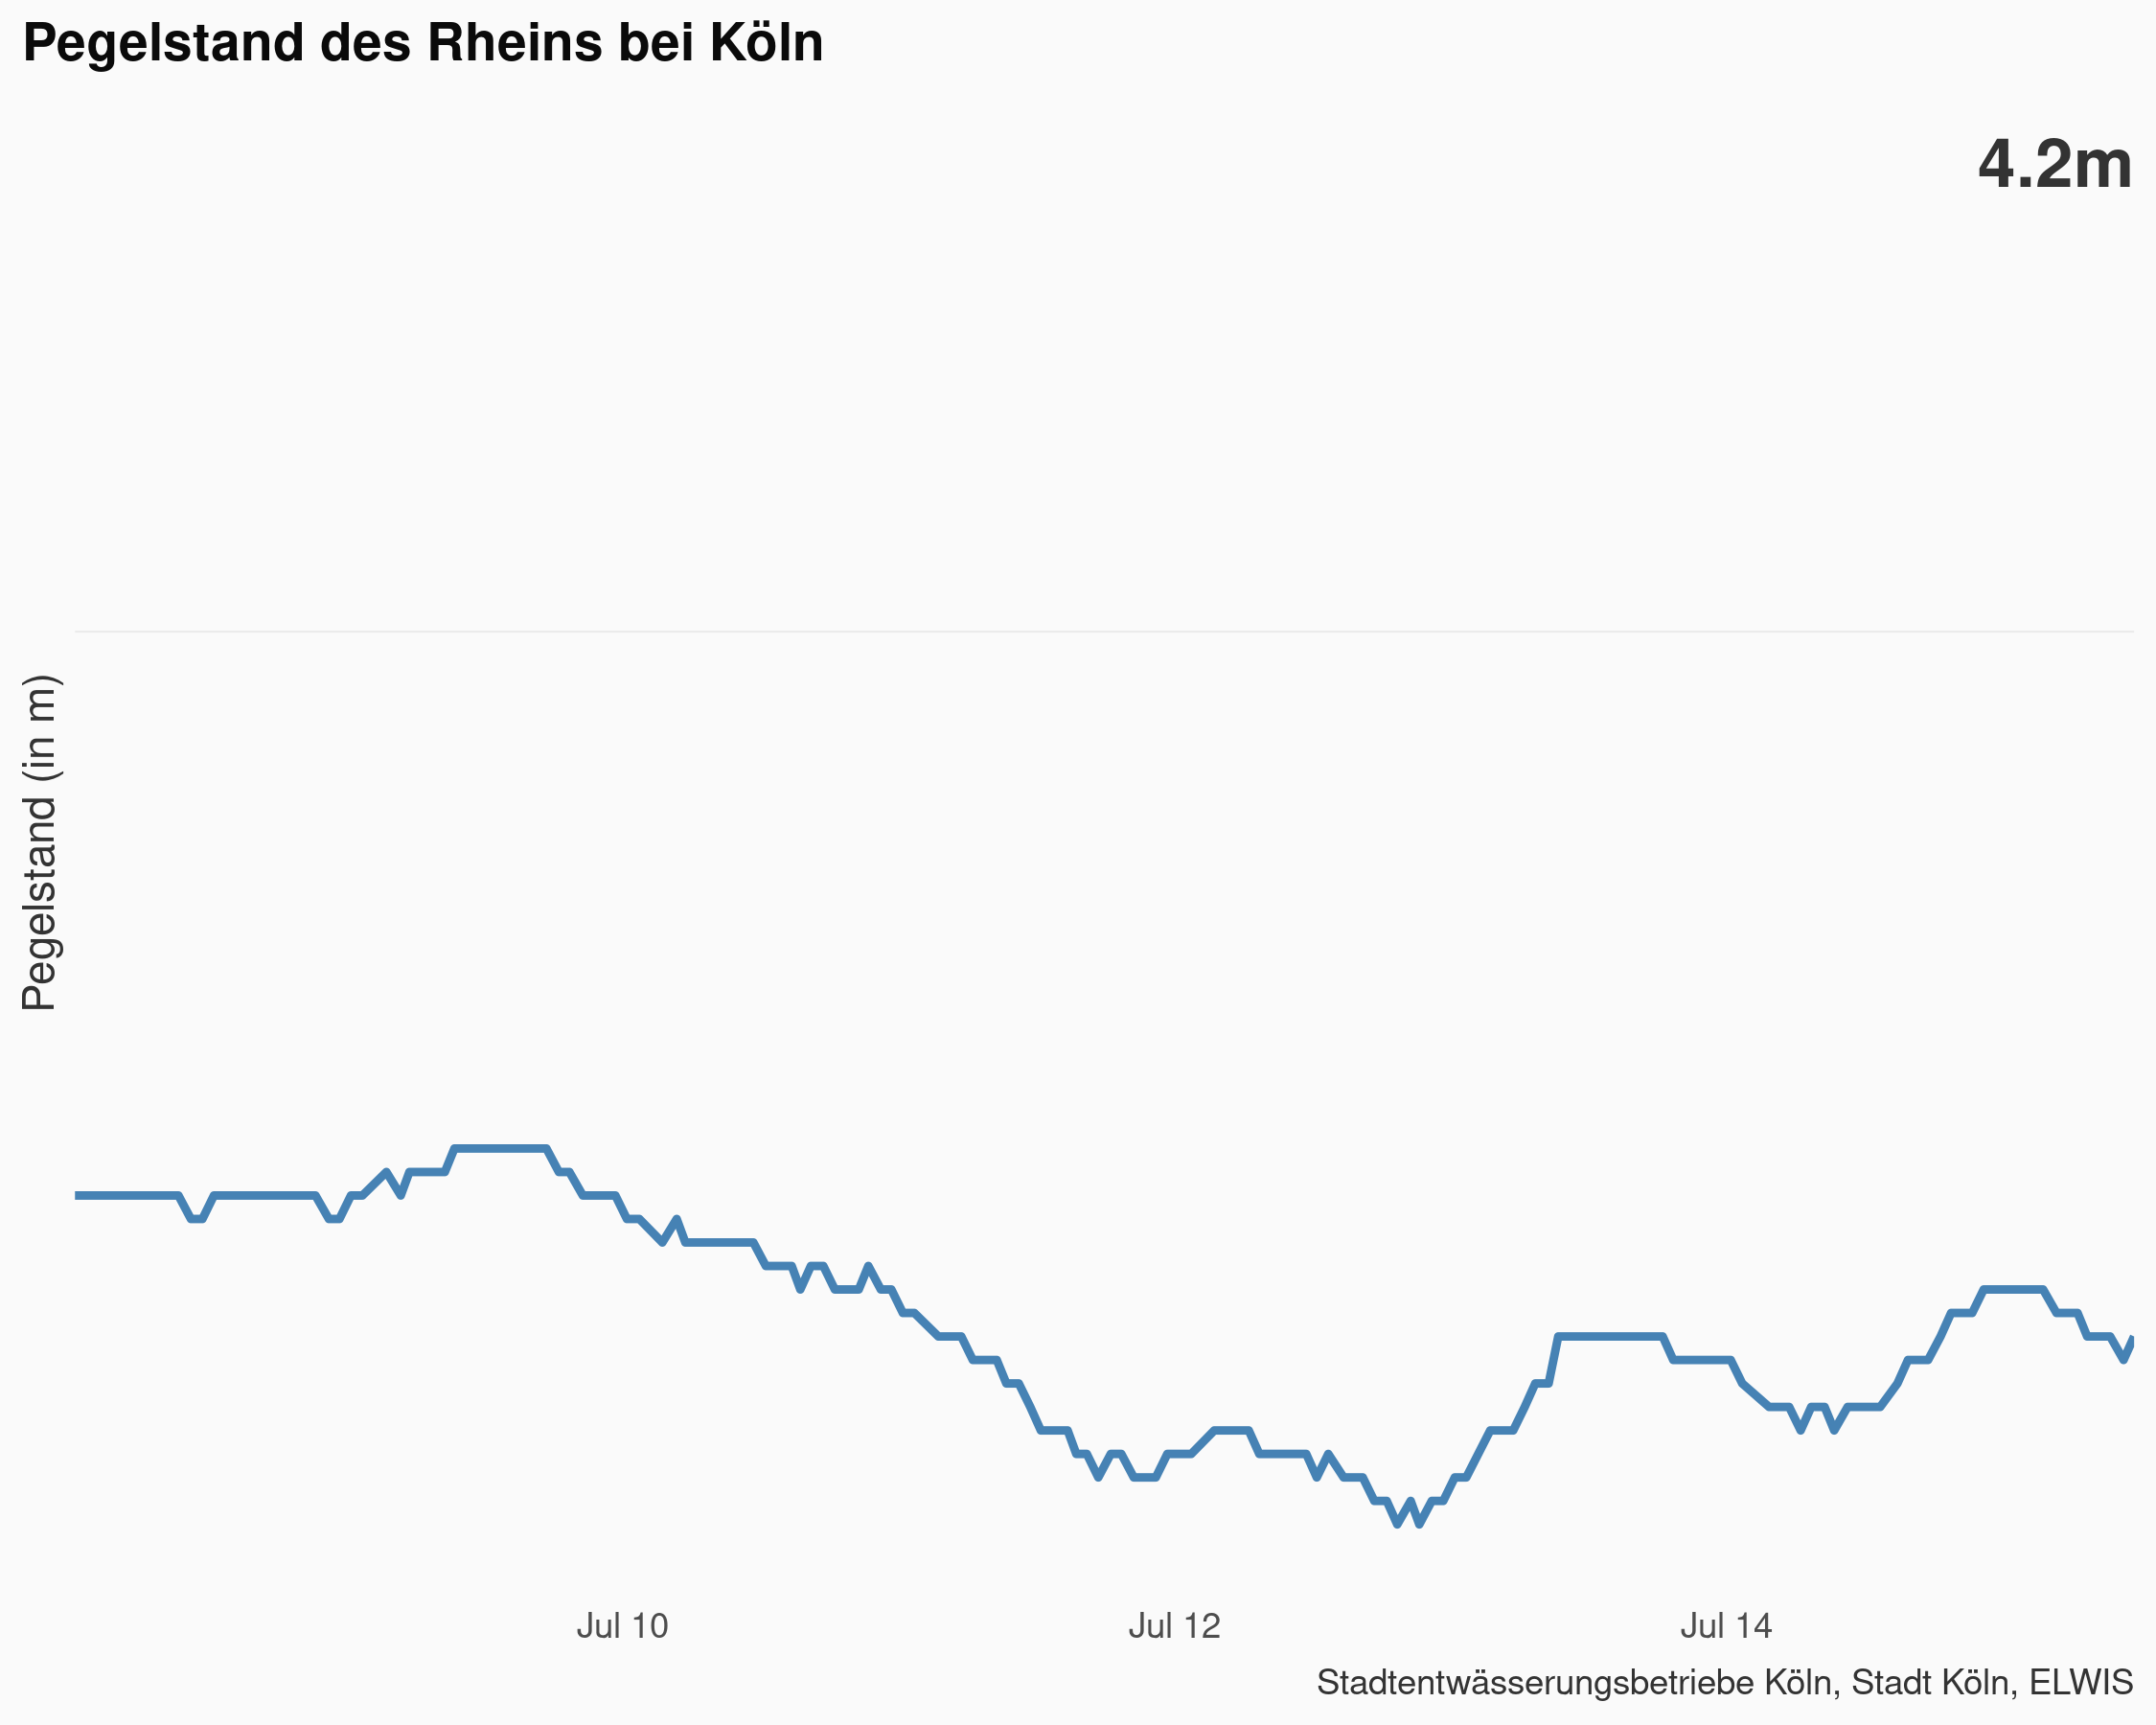 Pegelstand des Rheins bei Köln
4.2m
Pegelstand (in m)
Jul 10
Jul 12
Jul 14
Stadtentwässerungsbetriebe Köln, Stadt Köln, ELWIS